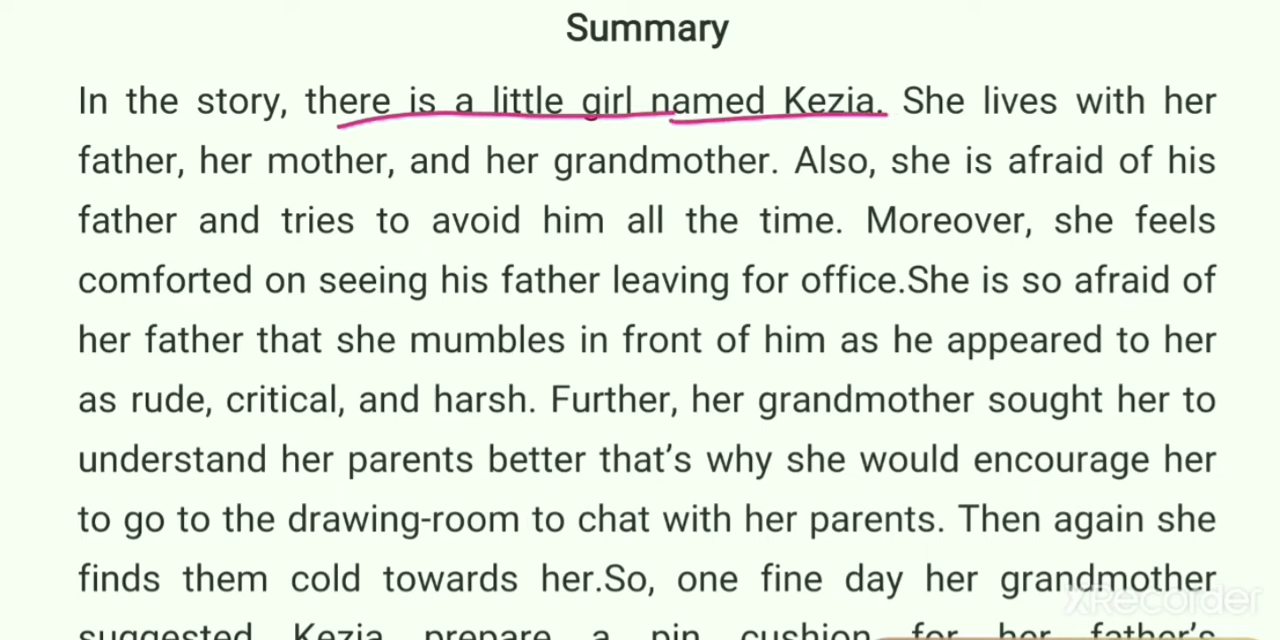 Summary
In the story, there is a little girl named Kezia. She lives with her
father, her mother, and her grandmother. Also, she is afraid of his
father and tries to avoid him all the time. Moreover, she feels
comforted on seeing his father leaving for office.She is so afraid of
her father that she mumbles in front of him as he appeared to her
as rude, critical, and harsh. Further, her grandmother sought her to
understand her parents better that's why she would encourage her
to go to the drawing-room to chat with her parents. Then again she
finds them cold towards her.So, one fine day her grandmother
XRecorder
suggested Kezia prepare a pin cushion for her father's